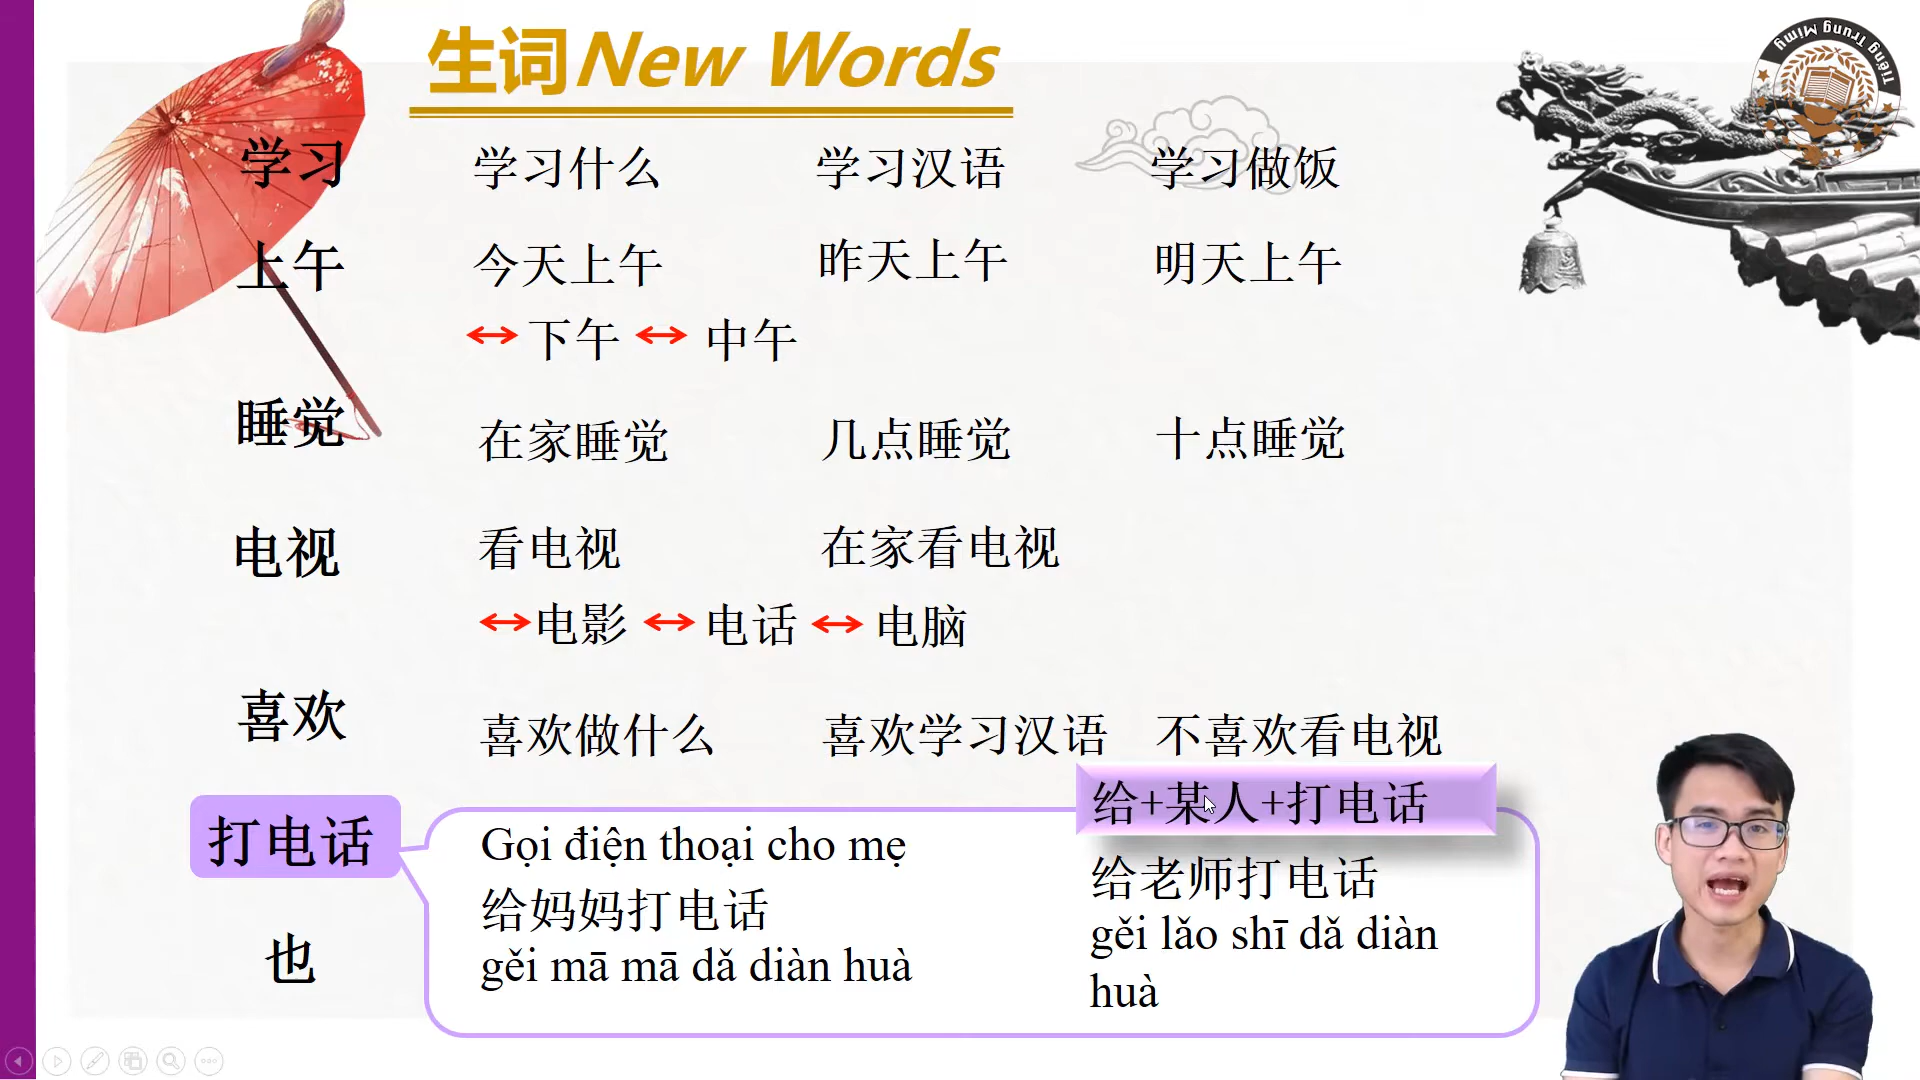 生词 New Words
Tiếng Trung Mimy
学习 学习什么 学习汉语 学习做饭
上午 今天上午 昨天上午 明天上午
↔ 下午 ↔ 中午
睡觉 在家睡觉 几点睡觉 十点睡觉
电视 看电视 在家看电视
↔ 电影 ↔ 电话 ↔ 电脑
喜欢 喜欢做什么 喜欢学习汉语 不喜欢看电视
给+某人+打电话
打电话
Gọi điện thoại cho mẹ
给妈妈打电话
gěi mā mā dǎ diàn huà
给老师打电话
gěi lǎo shī dǎ diàn
huà
也